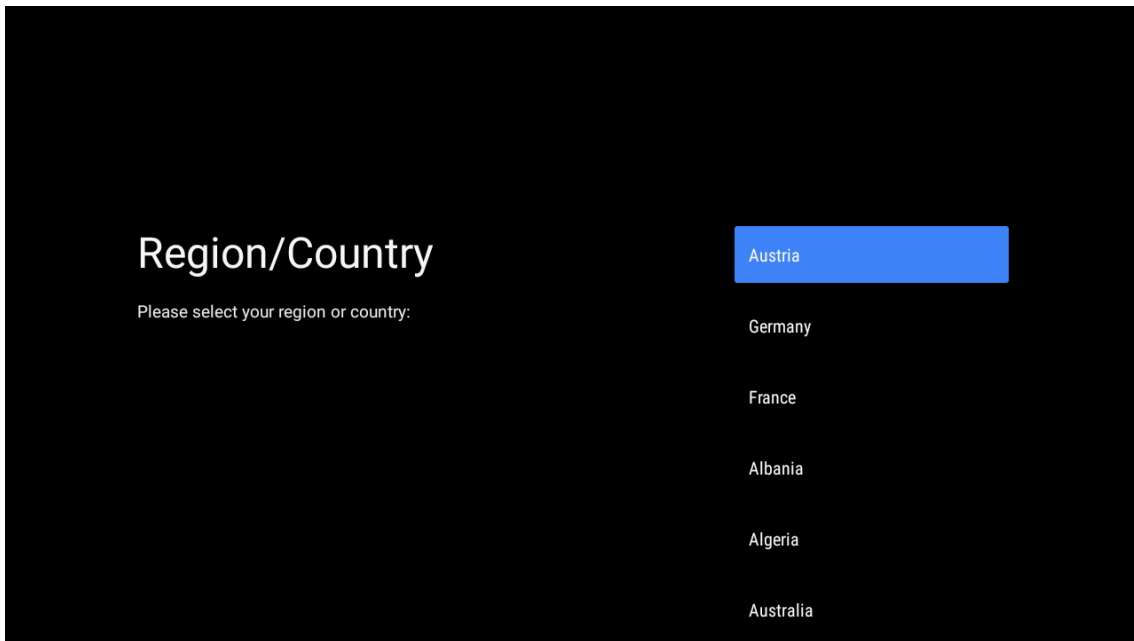 Region/Country
Please select your region or country:
Austria
Germany
France
Albania
Algeria
Australia